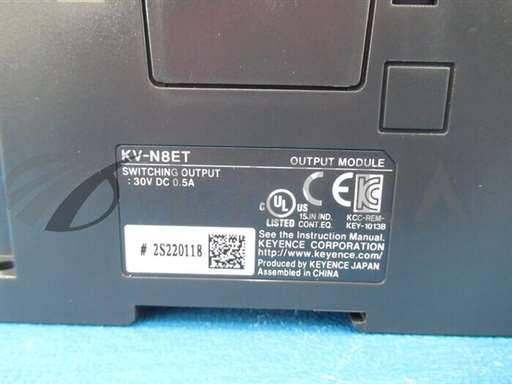 KV-N8ET OUTPUT MODULE
SWITCHING OUTPUT
: 30V DC 0.5A
C UL US CE KC
LISTED 15JN IND. CONT.EQ. KCC-REM-KEY-1013B
See the Instruction Manual.
KEYENCE CORPORATION
http://www.keyence.com/
Produced by KEYENCE JAPAN
Assembled in CHINA
# 2S220118